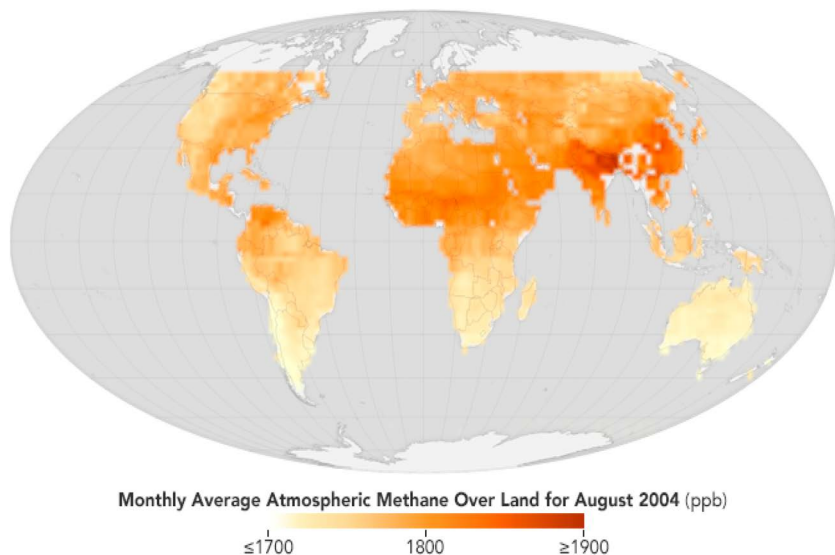 Monthly Average Atmospheric Methane Over Land for August 2004 (ppb)
≤1700 1800 ≥1900